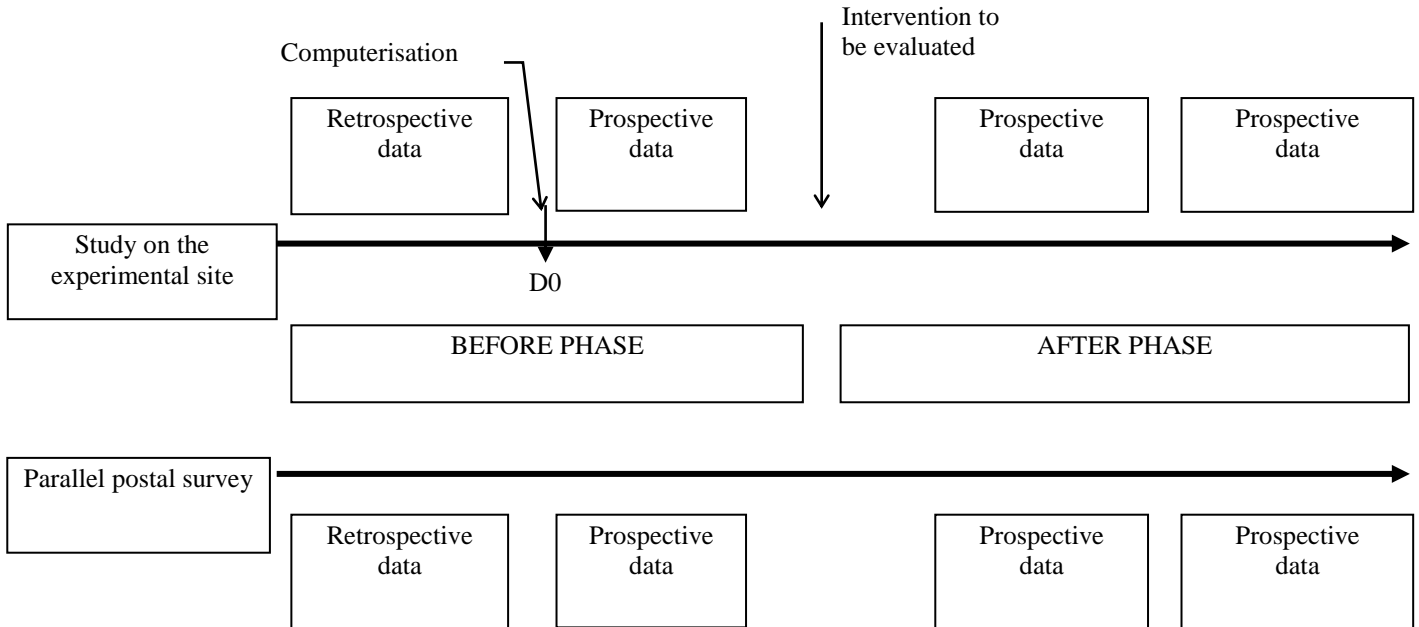 Intervention to
be evaluated
Computerisation
Retrospective
data
Prospective
data
Prospective
data
Prospective
data
Study on the
experimental site
D0
BEFORE PHASE
AFTER PHASE
Parallel postal survey
Retrospective
data
Prospective
data
Prospective
data
Prospective
data